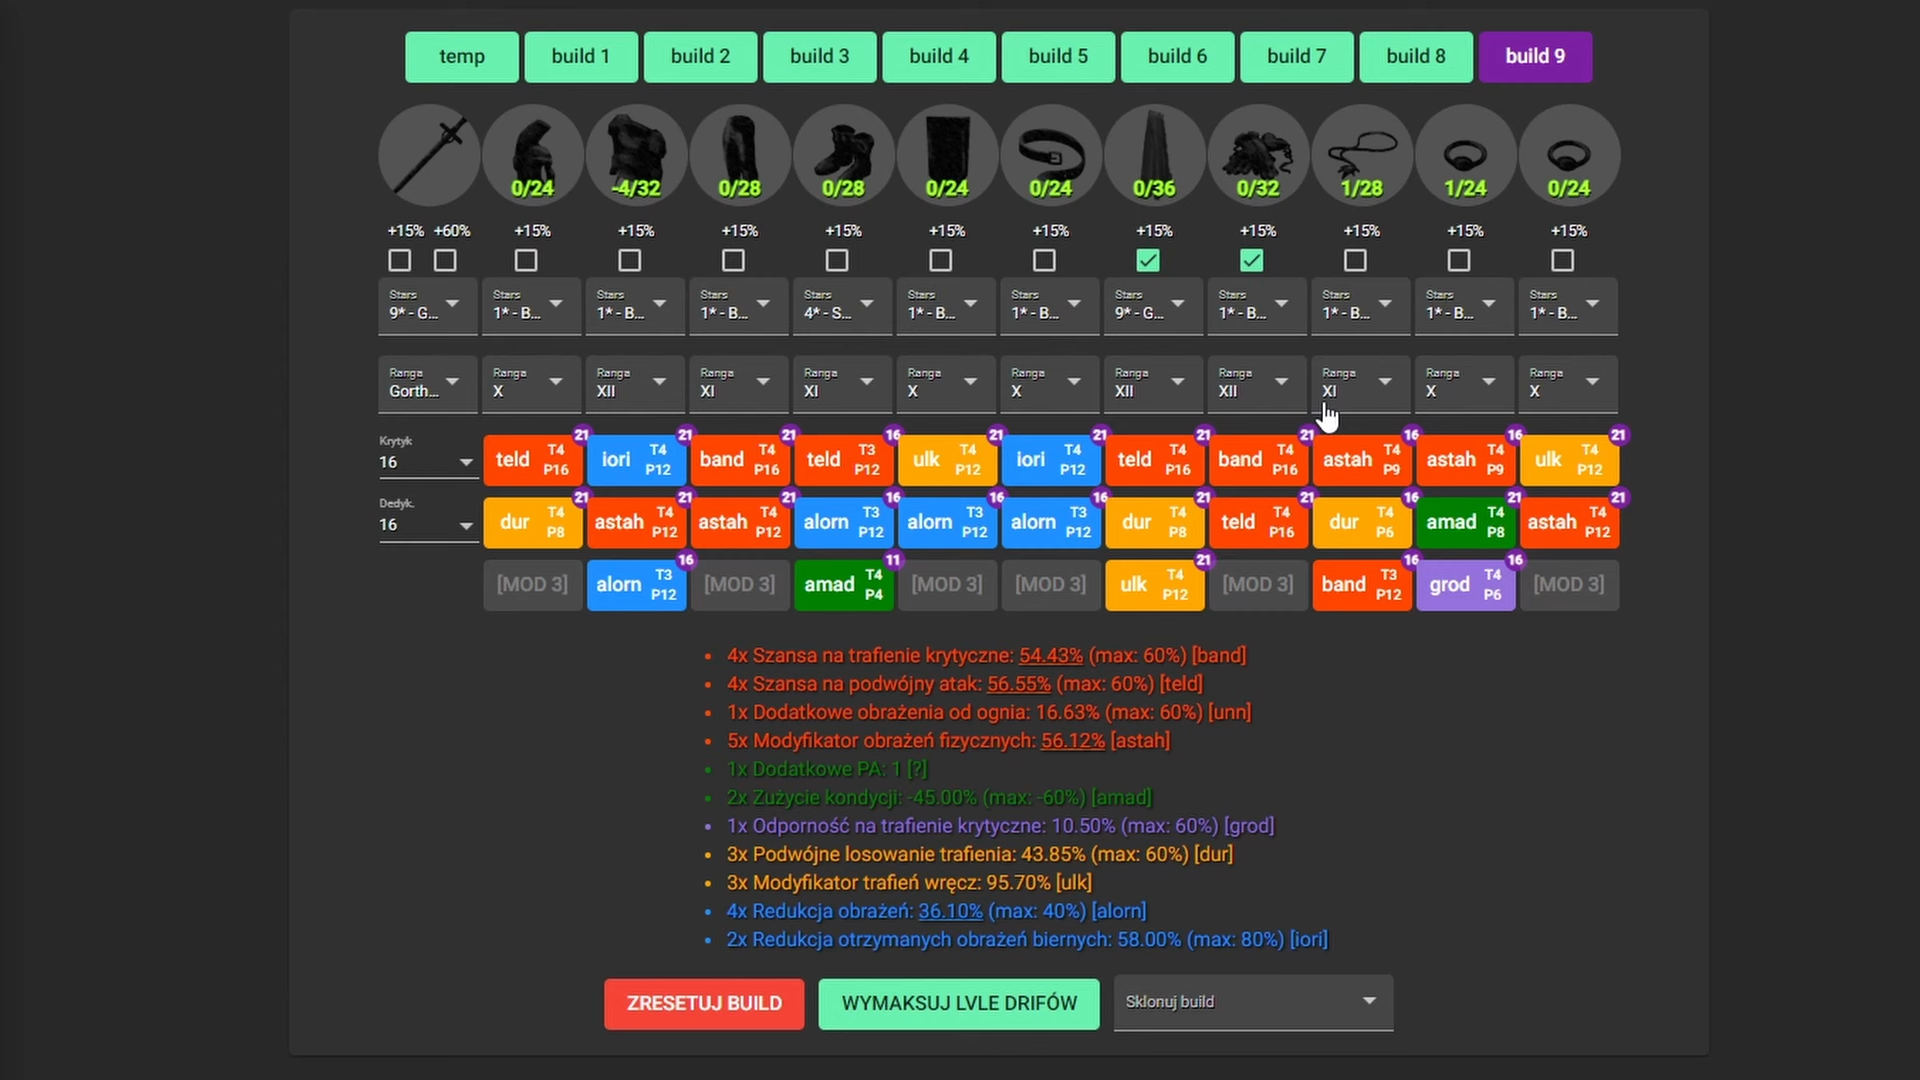 temp build 1 build 2 build 3 build 4 build 5 build 6 build 7 build 8 build 9
0/24 -4/32 0/28 0/28 0/24 0/24 0/36 0/32 1/28 1/24 0/24
+15% +60% +15% +15% +15% +15% +15% +15% +15% +15% +15% +15% +15%
Stars Stars Stars Stars Stars Stars Stars Stars Stars Stars Stars Stars
9* - G... 1* - B... 1* - B... 1* - B... 4* - S... 1* - B... 1* - B... 9* - G... 1* - B... 1* - B... 1* - B... 1* - B...
Ranga Ranga Ranga Ranga Ranga Ranga Ranga Ranga Ranga Ranga Ranga Ranga
Gorth... X XII XI XI X X XII XII XI X X
21 21 21 16 21 21 21 21 16 16 21
Krytyk
16
teld T4 P16 iori T4 P12 band T4 P16 teld T3 P12 ulk T4 P12 iori T4 P12 teld T4 P16 band T4 P16 astah T4 P9 astah T4 P9 ulk T4 P12
21 21 21 16 16 16 21 21 16 21 21
Dedyk.
16
dur T4 P8 astah T4 P12 astah T4 P12 alorn T3 P12 alorn T3 P12 alorn T3 P12 dur T4 P8 teld T4 P16 dur T4 P6 amad T4 P8 astah T4 P12
16 11 21 16 16
[MOD 3] alorn T3 P12 [MOD 3] amad T4 P4 [MOD 3] [MOD 3] ulk T4 P12 [MOD 3] band T3 P12 grod T4 P6 [MOD 3]
• 4x Szansa na trafienie krytyczne: 54.43% (max: 60%) [band]
• 4x Szansa na podwójny atak: 56.55% (max: 60%) [teld]
• 1x Dodatkowe obrażenia od ognia: 16.63% (max: 60%) [unn]
• 5x Modyfikator obrażeń fizycznych: 56.12% [astah]
• 1x Dodatkowe PA: 1 [?]
• 2x Zużycie kondycji: -45.00% (max: -60%) [amad]
• 1x Odporność na trafienie krytyczne: 10.50% (max: 60%) [grod]
• 3x Podwójne losowanie trafienia: 43.85% (max: 60%) [dur]
• 3x Modyfikator trafień wręcz: 95.70% [ulk]
• 4x Redukcja obrażeń: 36.10% (max: 40%) [alorn]
• 2x Redukcja otrzymanych obrażeń biernych: 58.00% (max: 80%) [iori]
ZRESETUJ BUILD WYMAKSUJ LVLE DRIFÓW Sklonuj build